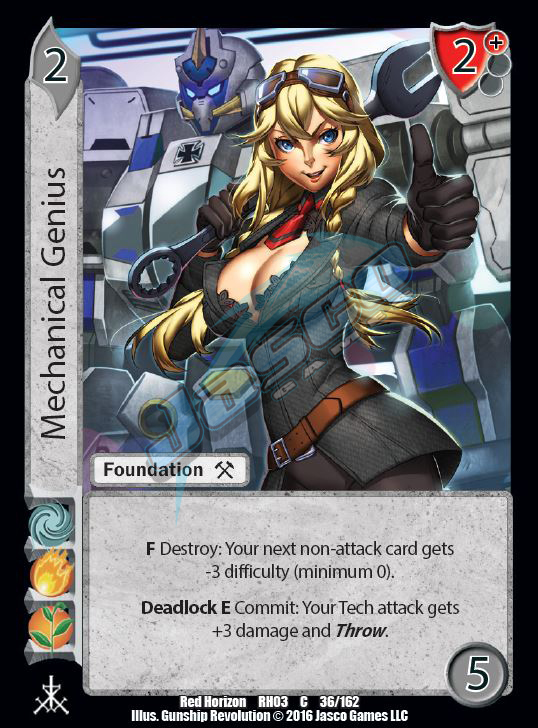 2
2+
Mechanical Genius
JASCO
GAMES
Foundation
F Destroy: Your next non-attack card gets
-3 difficulty (minimum 0).
Deadlock E Commit: Your Tech attack gets
+3 damage and Throw.
5
Red Horizon RH03 C 36/162
Illus. Gunship Revolution © 2016 Jasco Games LLC